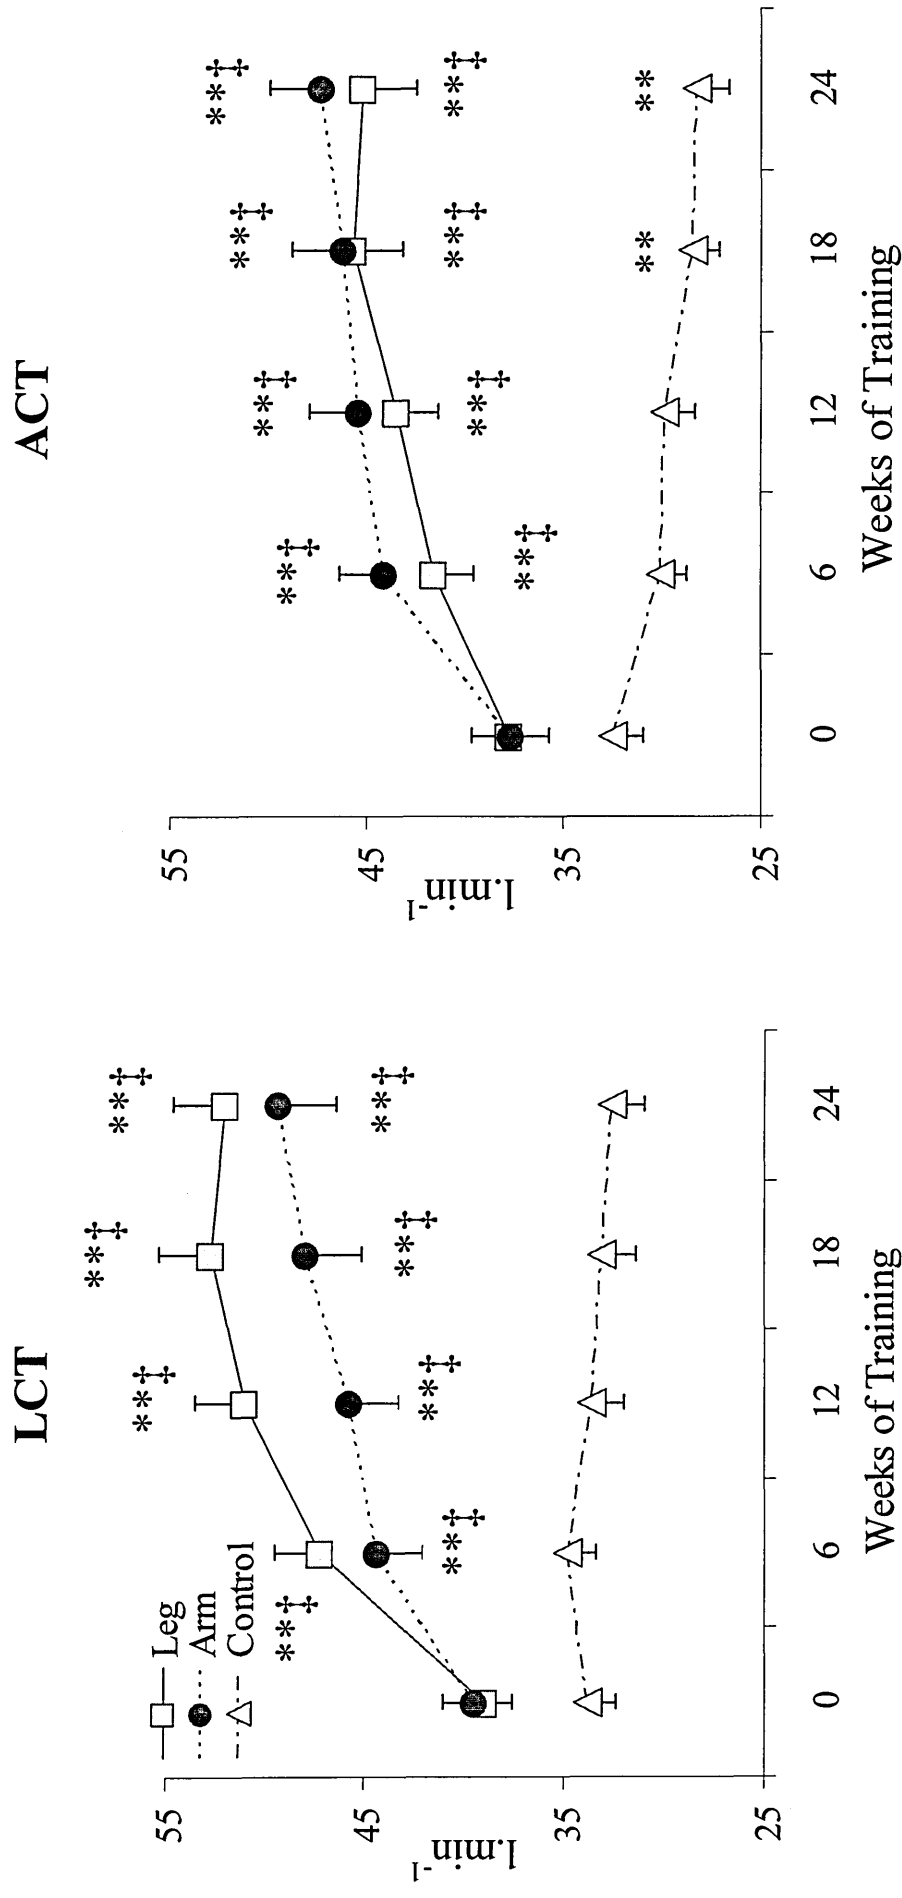 LCT
Leg
Arm
Control
55
45
35
25
l.min⁻¹
**‡‡
**‡‡
**‡‡
**‡‡
**‡‡
**‡‡
**‡‡
**‡‡
0 6 12 18 24
Weeks of Training
ACT
55
45
35
25
l.min⁻¹
**‡‡
**‡‡
**‡‡
**‡‡
**‡‡
**‡‡
**‡‡
**‡‡
**
**
0 6 12 18 24
Weeks of Training